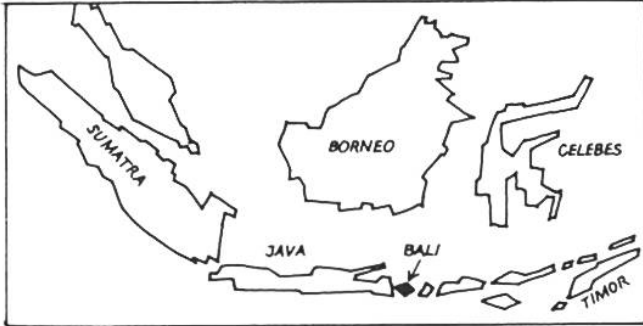 SUMATRA
BORNEO
CELEBES
JAVA
BALI
TIMOR